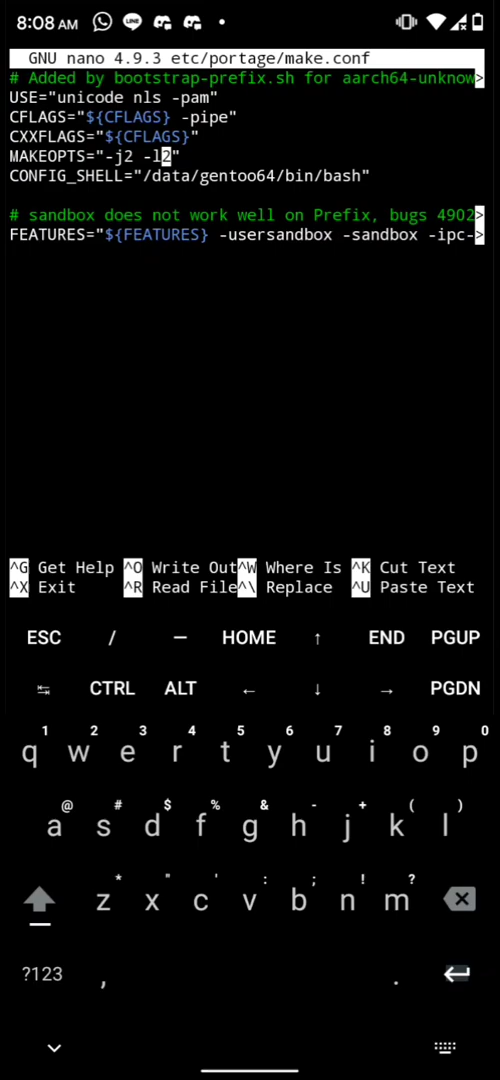 8:08 AM
GNU nano 4.9.3 etc/portage/make.conf
# Added by bootstrap-prefix.sh for aarch64-unknow>
USE="unicode nls -pam"
CFLAGS="${CFLAGS} -pipe"
CXXFLAGS="${CFLAGS}"
MAKEOPTS="-j2 -l2"
CONFIG_SHELL="/data/gentoo64/bin/bash"
# sandbox does not work well on Prefix, bugs 4902>
FEATURES="${FEATURES} -usersandbox -sandbox -ipc->
^G Get Help ^O Write Out ^W Where Is ^K Cut Text
^X Exit ^R Read File ^\ Replace ^U Paste Text
ESC / — HOME ↑ END PGUP
↹ CTRL ALT ← ↓ → PGDN
1 2 3 4 5 6 7 8 9 0
q w e r t y u i o p
@ # $ % & - + ( )
a s d f g h j k l
* " ' : ; ! ?
z x c v b n m
?123 , .